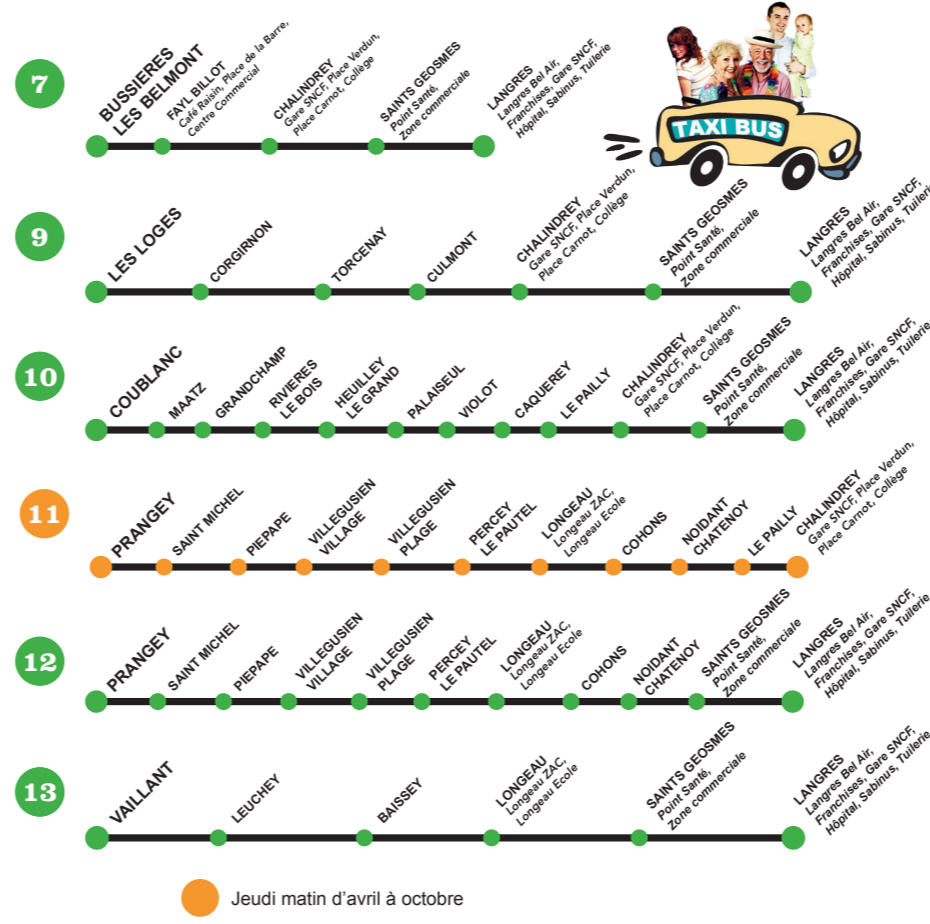 7
BUSSIERES
LES BELMONT
FAYL BILLOT
Café Raisin, Place de la Barre,
Centre Commercial
CHALINDREY
Gare SNCF, Place Verdun,
Place Carnot, Collège
SAINTS GEOSMES
Point Santé,
Zone commerciale
LANGRES
Langres Bel Air,
Franchises, Gare SNCF,
Hôpital, Sabinus, Tuilerie
TAXI BUS
9
LES LOGES
CORGIRNON
TORCENAY
CULMONT
CHALINDREY
Gare SNCF, Place Verdun,
Place Carnot, Collège
SAINTS GEOSMES
Point Santé,
Zone commerciale
LANGRES
Langres Bel Air,
Franchises, Gare SNCF,
Hôpital, Sabinus, Tuilerie
10
COUBLANC
MAATZ
GRANDCHAMP
RIVIERES
LE BOIS
HEUILLEY
LE GRAND
PALAISEUL
VIOLOT
CAQUEREY
LE PAILLY
CHALINDREY
Gare SNCF, Place Verdun,
Place Carnot, Collège
SAINTS GEOSMES
Point Santé,
Zone commerciale
LANGRES
Langres Bel Air,
Franchises, Gare SNCF,
Hôpital, Sabinus, Tuilerie
11
PRANGEY
SAINT MICHEL
PIEPAPE
VILLEGUSIEN
VILLAGE
VILLEGUSIEN
PLAGE
PERCEY
LE PAUTEL
LONGEAU
Longeau ZAC,
Longeau Ecole
COHONS
NOIDANT
CHATENOY
LE PAILLY
CHALINDREY
Gare SNCF, Place Verdun,
Place Carnot, Collège
12
PRANGEY
SAINT MICHEL
PIEPAPE
VILLEGUSIEN
VILLAGE
VILLEGUSIEN
PLAGE
PERCEY
LE PAUTEL
LONGEAU
Longeau ZAC,
Longeau Ecole
COHONS
NOIDANT
CHATENOY
SAINTS GEOSMES
Point Santé,
Zone commerciale
LANGRES
Langres Bel Air,
Franchises, Gare SNCF,
Hôpital, Sabinus, Tuilerie
13
VAILLANT
LEUCHEY
BAISSEY
LONGEAU
Longeau ZAC,
Longeau Ecole
SAINTS GEOSMES
Point Santé,
Zone commerciale
LANGRES
Langres Bel Air,
Franchises, Gare SNCF,
Hôpital, Sabinus, Tuilerie
Jeudi matin d'avril à octobre